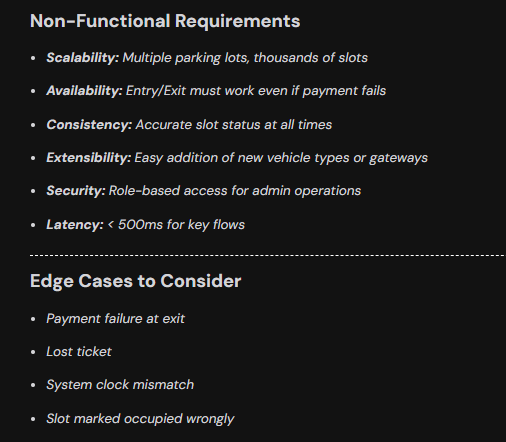 Non-Functional Requirements
• Scalability: Multiple parking lots, thousands of slots
• Availability: Entry/Exit must work even if payment fails
• Consistency: Accurate slot status at all times
• Extensibility: Easy addition of new vehicle types or gateways
• Security: Role-based access for admin operations
• Latency: < 500ms for key flows
Edge Cases to Consider
• Payment failure at exit
• Lost ticket
• System clock mismatch
• Slot marked occupied wrongly